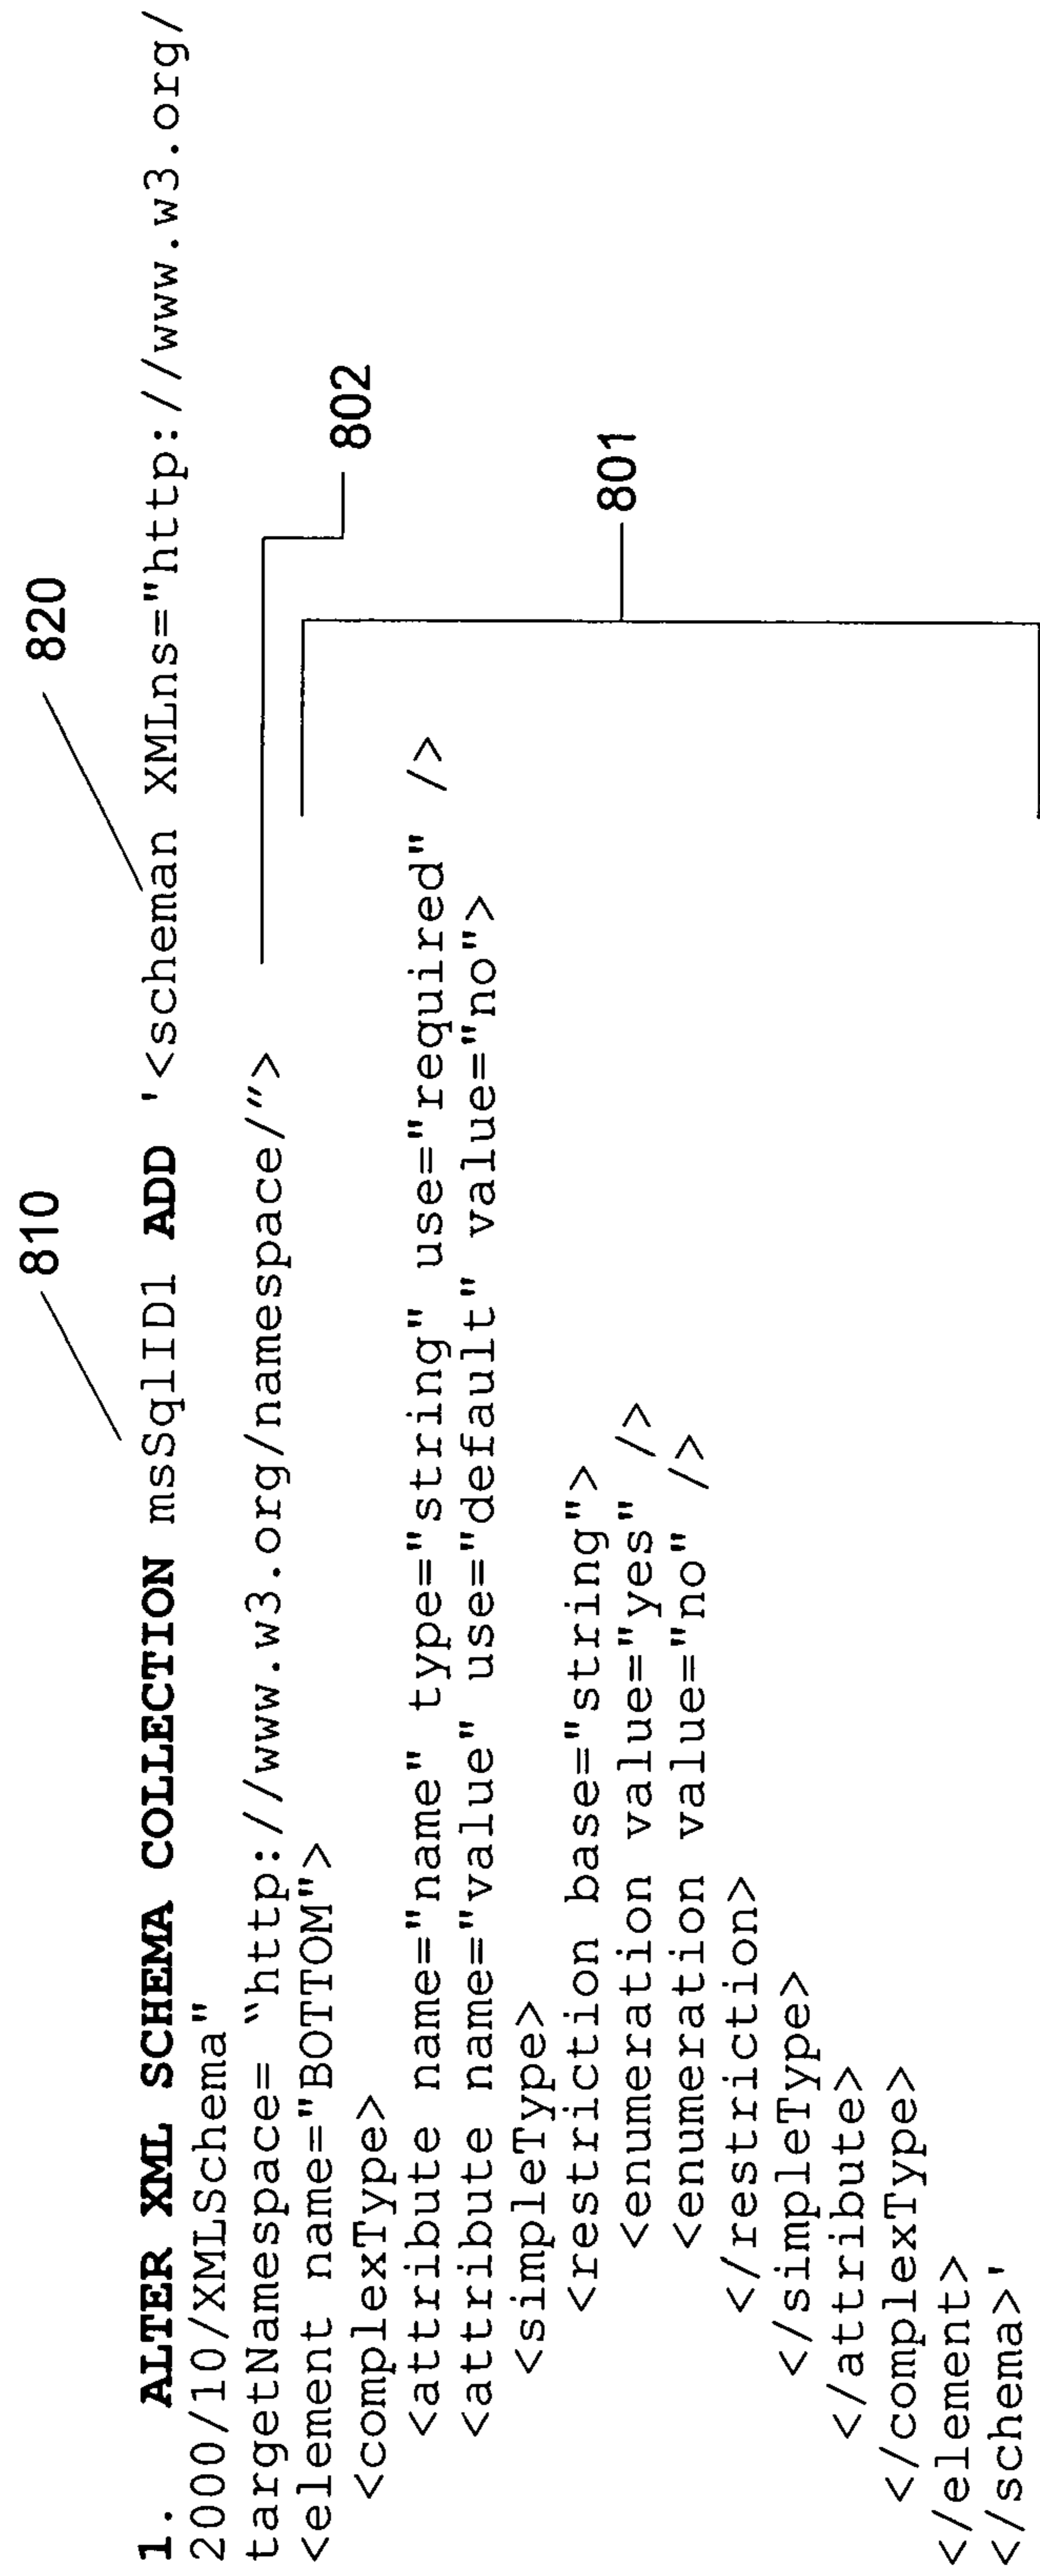 810
820
1. ALTER XML SCHEMA COLLECTION msSqlID1 ADD '<scheman XMLns="http://www.w3.org/
2000/10/XMLSchema"
targetNamespace= “http://www.w3.org/namespace/”>
802
<element name="BOTTOM">
<complexType>
<attribute name="name" type="string" use="required" />
<attribute name="value" use="default" value="no">
<simpleType>
801
<restriction base="string">
<enumeration value="yes" />
<enumeration value="no" />
</restriction>
</simpleType>
</attribute>
</complexType>
</element>
</schema>'